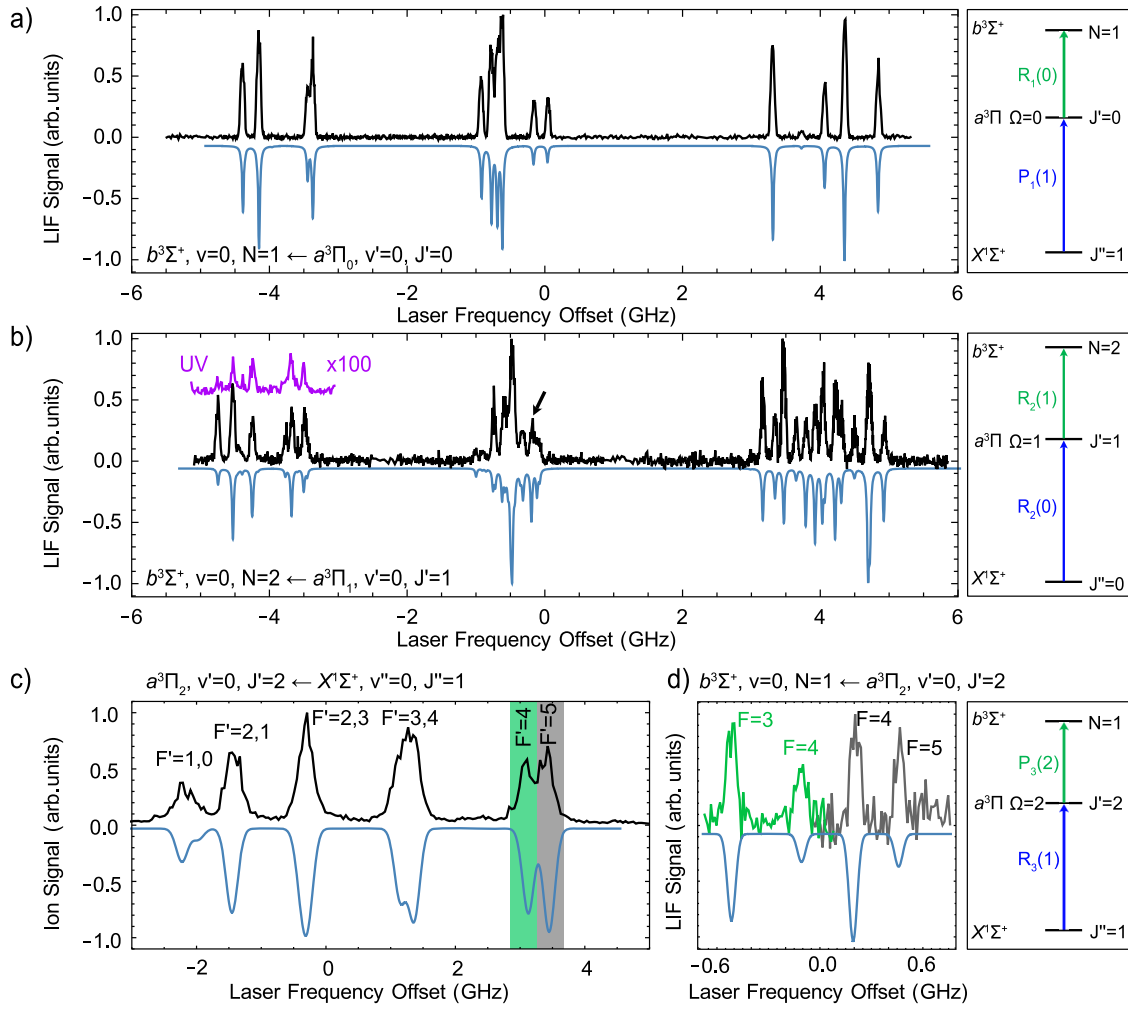 a)
LIF Signal (arb.units)
1.0
0.5
0.0
−0.5
−1.0
b³Σ⁺, v=0, N=1 ← a³Π₀, v'=0, J'=0
−6 −4 −2 0 2 4 6
Laser Frequency Offset (GHz)
b³Σ⁺ N=1
R₁(0)
a³Π Ω=0 J'=0
P₁(1)
X¹Σ⁺ J''=1
b)
LIF Signal (arb.units)
1.0
0.5
0.0
−0.5
−1.0
UV x100
b³Σ⁺, v=0, N=2 ← a³Π₁, v'=0, J'=1
−6 −4 −2 0 2 4 6
Laser Frequency Offset (GHz)
b³Σ⁺ N=2
R₂(1)
a³Π Ω=1 J'=1
R₂(0)
X¹Σ⁺ J''=0
c)
a³Π₂, v'=0, J'=2 ← X¹Σ⁺, v''=0, J''=1
Ion Signal (arb. units)
1.0
0.5
0.0
−0.5
−1.0
F'=1,0
F'=2,1
F'=2,3
F'=3,4
F'=4
F'=5
−2 0 2 4
Laser Frequency Offset (GHz)
d)
b³Σ⁺, v=0, N=1 ← a³Π₂, v'=0, J'=2
LIF Signal (arb. units)
F=3
F=4
F=4
F=5
−0.6 0.0 0.6
Laser Frequency Offset (GHz)
b³Σ⁺ N=1
P₃(2)
a³Π Ω=2 J'=2
R₃(1)
X¹Σ⁺ J''=1